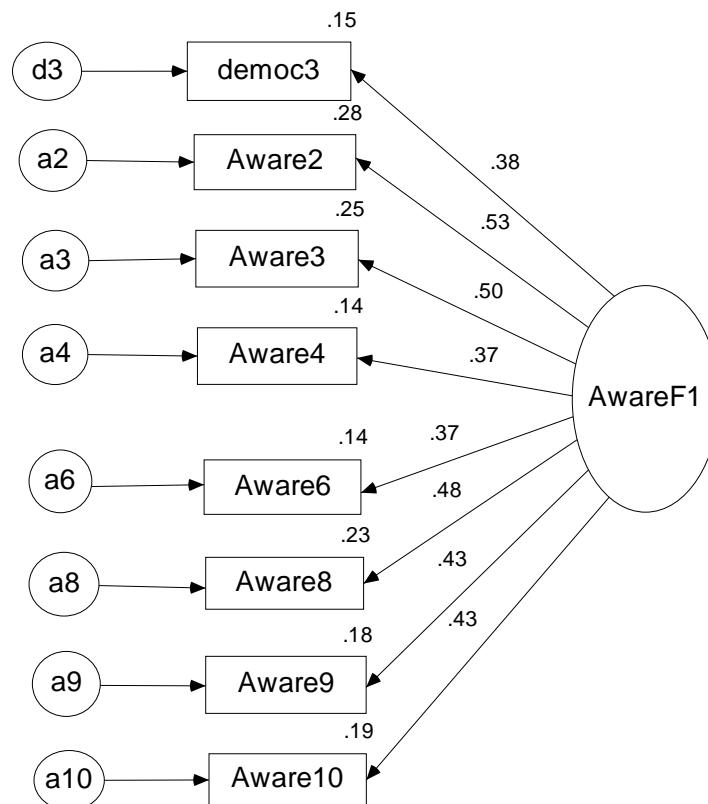 .15
d3
democ3
.28
.38
a2
Aware2
.53
.25
a3
Aware3
.50
.14
a4
Aware4
.37
AwareF1
.14
.37
a6
Aware6
.48
.23
a8
Aware8
.43
.43
.18
a9
Aware9
.19
a10
Aware10